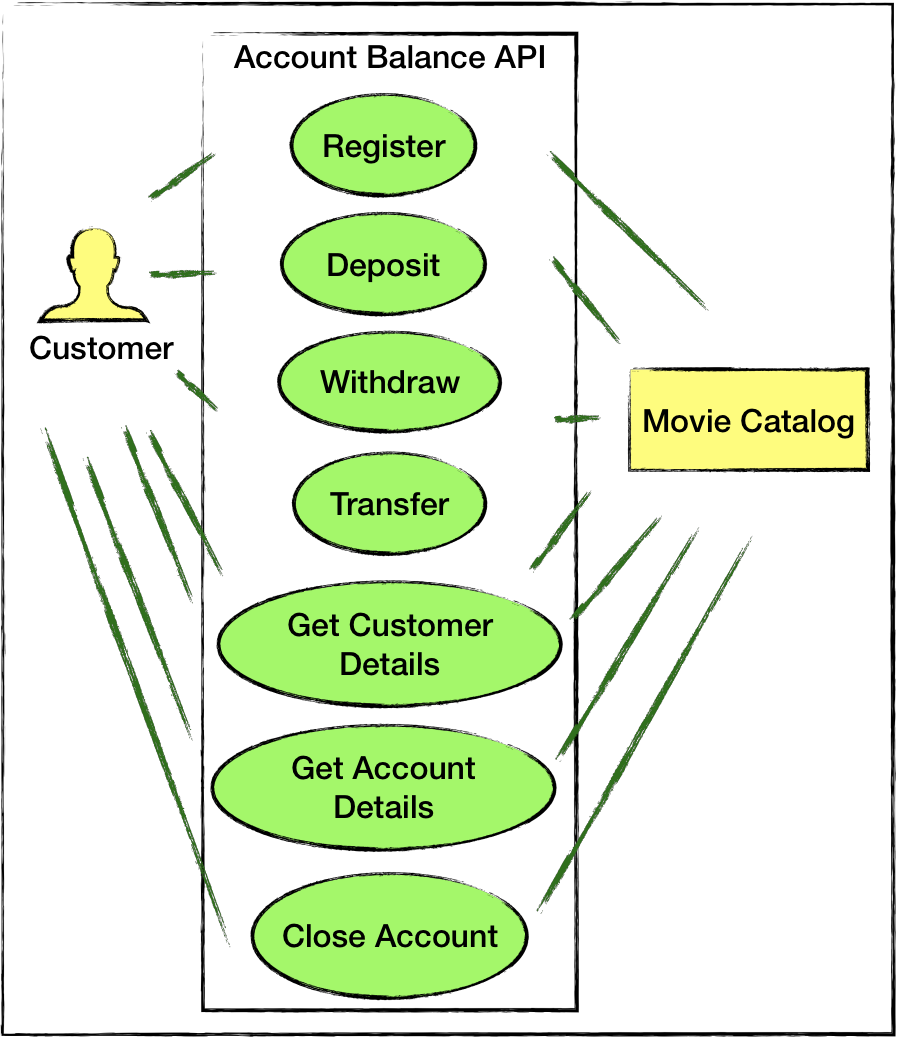 Account Balance API
Register
Deposit
Customer
Withdraw
Movie Catalog
Transfer
Get Customer
Details
Get Account
Details
Close Account